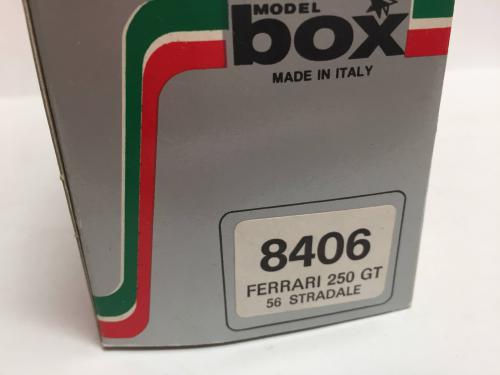 MODEL
box
MADE IN ITALY
8406
FERRARI 250 GT
56 STRADALE